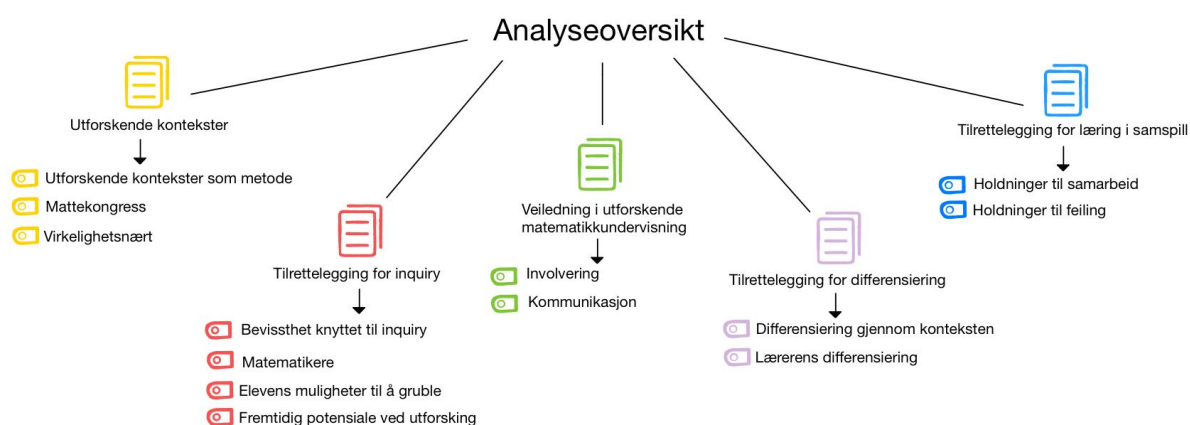 Analyseoversikt
Utforskende kontekster
Utforskende kontekster som metode
Mattekongress
Virkelighetsnært
Tilrettelegging for inquiry
Bevissthet knyttet til inquiry
Matematikere
Elevens muligheter til å gruble
Fremtidig potensiale ved utforsking
Veiledning i utforskende
matematikkundervisning
Involvering
Kommunikasjon
Tilrettelegging for differensiering
Differensiering gjennom konteksten
Lærerens differensiering
Tilrettelegging for læring i samspill
Holdninger til samarbeid
Holdninger til feiling